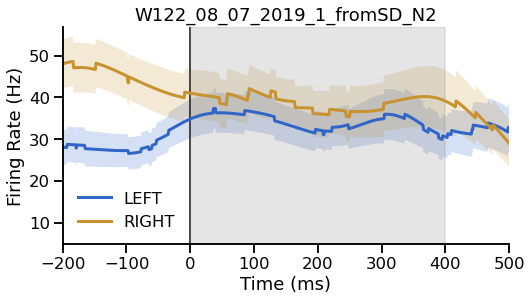 W122_08_07_2019_1_fromSD_N2
Firing Rate (Hz)
50
40
30
20
10
LEFT
RIGHT
−200 −100 0 100 200 300 400 500
Time (ms)